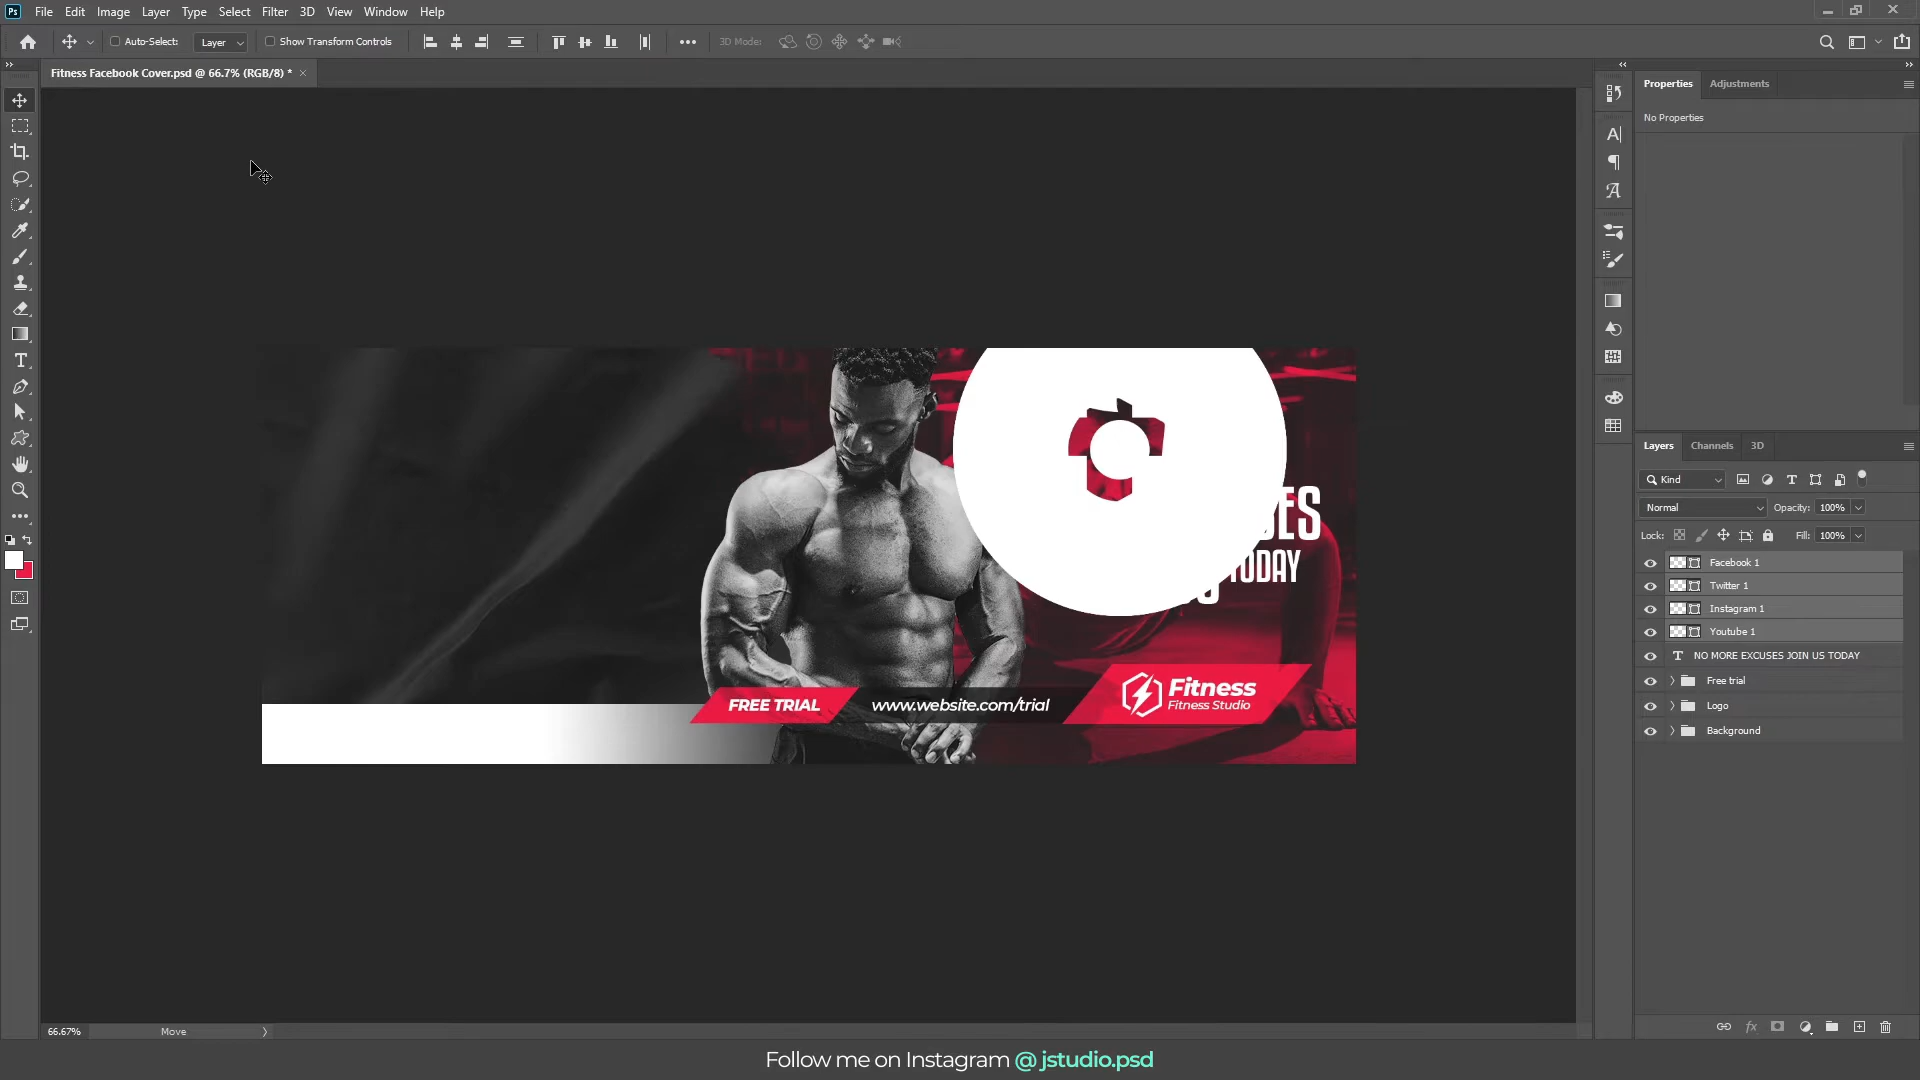 Ps File Edit Image Layer Type Select Filter 3D View Window Help
Auto-Select: Layer Show Transform Controls 3D Mode:
Fitness Facebook Cover.psd @ 66.7% (RGB/8) *
Properties Adjustments
No Properties
TODAY
FREE TRIAL
www.website.com/trial
Fitness
Fitness Studio
Layers Channels 3D
Kind
Normal Opacity: 100%
Lock: Fill: 100%
Facebook 1
Twitter 1
Instagram 1
Youtube 1
T NO MORE EXCUSES JOIN US TODAY
Free trial
Logo
Background
66.67% Move
Follow me on Instagram @ jstudio.psd